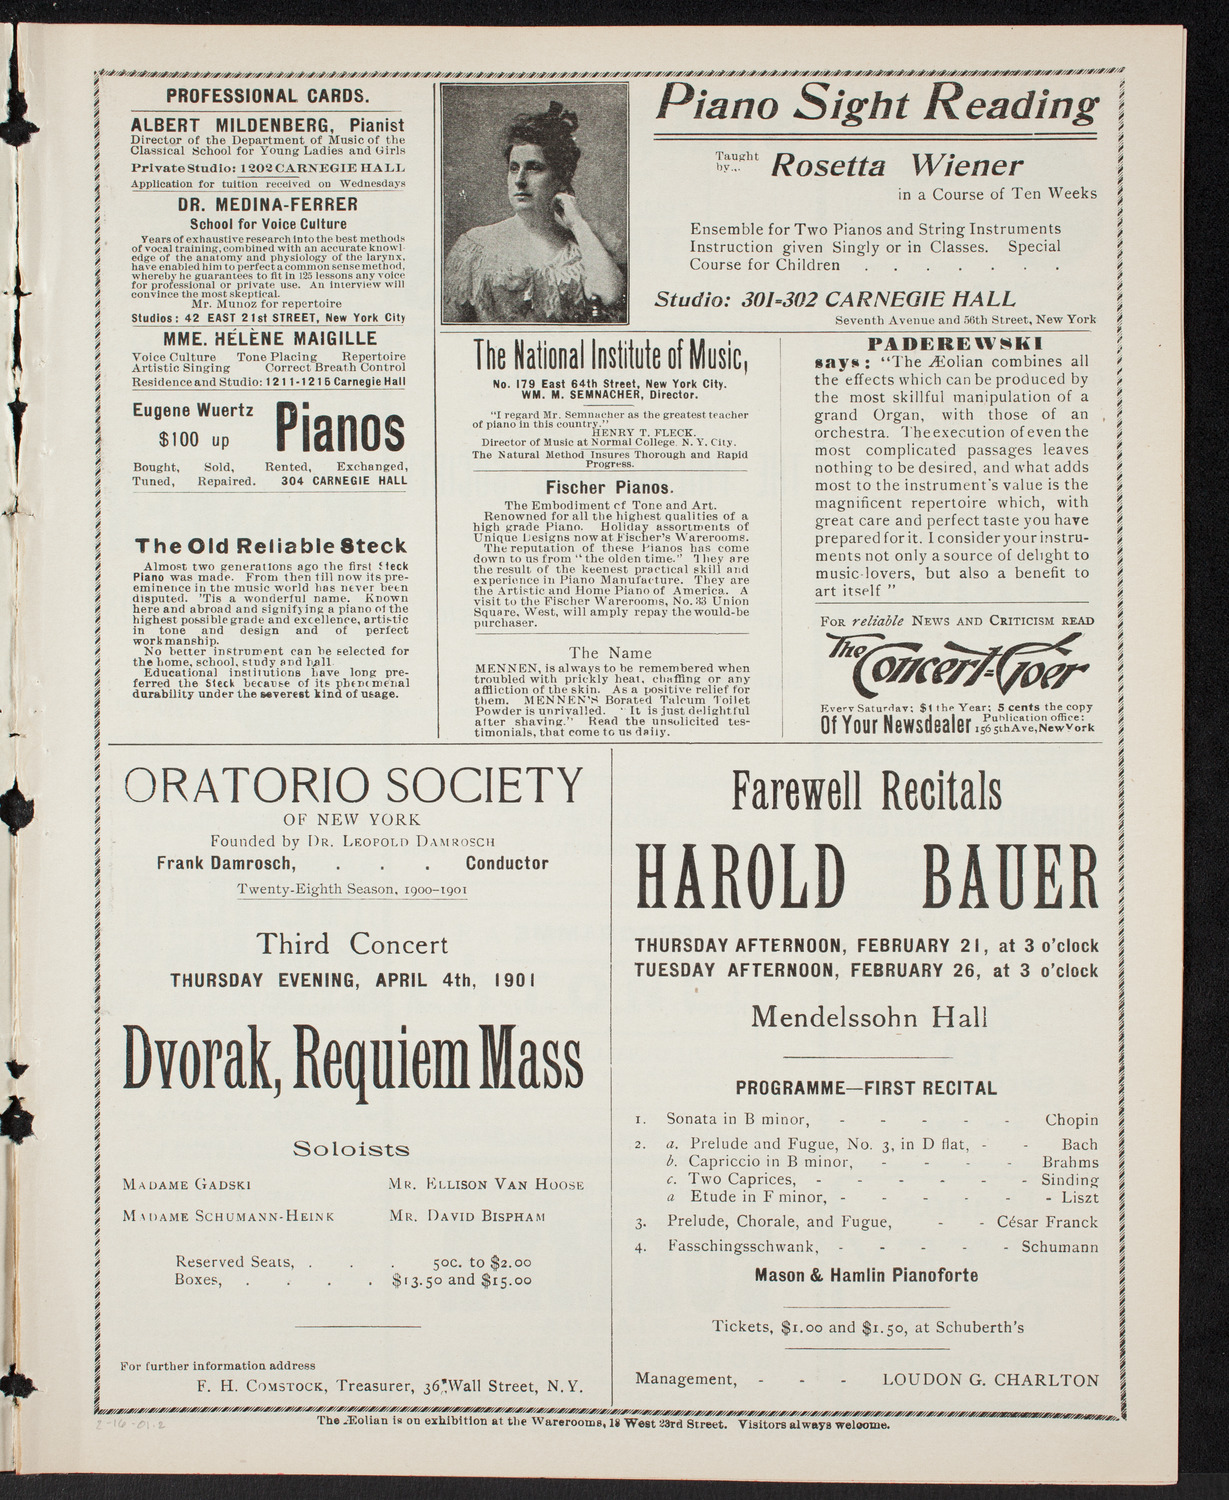 PROFESSIONAL CARDS.
ALBERT MILDENBERG, Pianist
Director of the Department of Music of the
Classical School for Young Ladies and Girls
Private Studio: 1202 CARNEGIE HALL
Application for tuition received on Wednesdays
DR. MEDINA-FERRER
School for Voice Culture
Years of exhaustive research into the best methods
of vocal training, combined with an accurate knowl-
edge of the anatomy and physiology of the larynx,
have enabled him to perfect a common sense method,
whereby he guarantees to fit in 125 lessons any voice
for professional or private use. An interview will
convince the most skeptical.
Mr. Munoz for repertoire
Studios: 42 EAST 21st STREET, New York City
MME. HÉLÈNE MAIGILLE
Voice Culture Tone Placing Repertoire
Artistic Singing Correct Breath Control
Residence and Studio: 1211-1215 Carnegie Hall
Eugene Wuertz
$100 up
Pianos
Bought, Sold, Rented, Exchanged,
Tuned, Repaired. 304 CARNEGIE HALL
The Old Reliable Steck
Almost two generations ago the first Steck
Piano was made. From then till now its pre-
eminence in the music world has never been
disputed. 'Tis a wonderful name. Known
here and abroad and signifying a piano of the
highest possible grade and excellence, artistic
in tone and design and of perfect
workmanship.
No better instrument can be selected for
the home, school, study and hall.
Educational institutions have long pre-
ferred the Steck because of its phenomenal
durability under the severest kind of usage.
Piano Sight Reading
Taught
by... Rosetta Wiener
in a Course of Ten Weeks
Ensemble for Two Pianos and String Instruments
Instruction given Singly or in Classes. Special
Course for Children . . . . . . .
Studio: 301-302 CARNEGIE HALL
Seventh Avenue and 56th Street, New York
The National Institute of Music,
No. 179 East 64th Street, New York City.
WM. M. SEMNACHER, Director.
"I regard Mr. Semnacher as the greatest teacher
of piano in this country."
HENRY T. FLECK.
Director of Music at Normal College, N. Y. City.
The Natural Method Insures Thorough and Rapid
Progress.
Fischer Pianos.
The Embodiment of Tone and Art.
Renowned for all the highest qualities of a
high grade Piano. Holiday assortments of
Unique Designs now at Fischer's Warerooms.
The reputation of these Pianos has come
down to us from "the olden time." They are
the result of the keenest practical skill and
experience in Piano Manufacture. They are
the Artistic and Home Piano of America. A
visit to the Fischer Warerooms, No. 33 Union
Square, West, will amply repay the would-be
purchaser.
The Name
MENNEN, is always to be remembered when
troubled with prickly heat, chaffing or any
affliction of the skin. As a positive relief for
them. MENNEN'S Borated Talcum Toilet
Powder is unrivalled. "It is just delightful
after shaving." Read the unsolicited tes-
timonials, that come to us daily.
PADEREWSKI
says: "The Æolian combines all
the effects which can be produced by
the most skillful manipulation of a
grand Organ, with those of an
orchestra. The execution of even the
most complicated passages leaves
nothing to be desired, and what adds
most to the instrument's value is the
magnificent repertoire which, with
great care and perfect taste you have
prepared for it. I consider your instru-
ments not only a source of delight to
music-lovers, but also a benefit to
art itself"
FOR reliable NEWS AND CRITICISM READ
The Concert-Goer
Every Saturday; $1 the Year; 5 cents the copy
Of Your Newsdealer Publication office:
156 5th Ave, New York
ORATORIO SOCIETY
OF NEW YORK
Founded by DR. LEOPOLD DAMROSCH
Frank Damrosch, . . . Conductor
Twenty-Eighth Season, 1900-1901
Third Concert
THURSDAY EVENING, APRIL 4th, 1901
Dvorak, Requiem Mass
Soloists
MADAME GADSKI MR. ELLISON VAN HOOSE
MADAME SCHUMANN-HEINK MR. DAVID BISPHAM
Reserved Seats, . . . 50c. to $2.00
Boxes, . . . . $13.50 and $15.00
For further information address
F. H. COMSTOCK, Treasurer, 36 Wall Street, N. Y.
Farewell Recitals
HAROLD BAUER
THURSDAY AFTERNOON, FEBRUARY 21, at 3 o'clock
TUESDAY AFTERNOON, FEBRUARY 26, at 3 o'clock
Mendelssohn Hall
PROGRAMME—FIRST RECITAL
1. Sonata in B minor, - - - - - Chopin
2. a. Prelude and Fugue, No. 3, in D flat, - - Bach
b. Capriccio in B minor, - - - - Brahms
c. Two Caprices, - - - - - - Sinding
a Etude in F minor, - - - - - - Liszt
3. Prelude, Chorale, and Fugue, - - César Franck
4. Fasschingsschwank, - - - - - Schumann
Mason & Hamlin Pianoforte
Tickets, $1.00 and $1.50, at Schuberth's
Management, - - - LOUDON G. CHARLTON
2-16-01.2
The Æolian is on exhibition at the Warerooms, 18 West 23rd Street. Visitors always welcome.